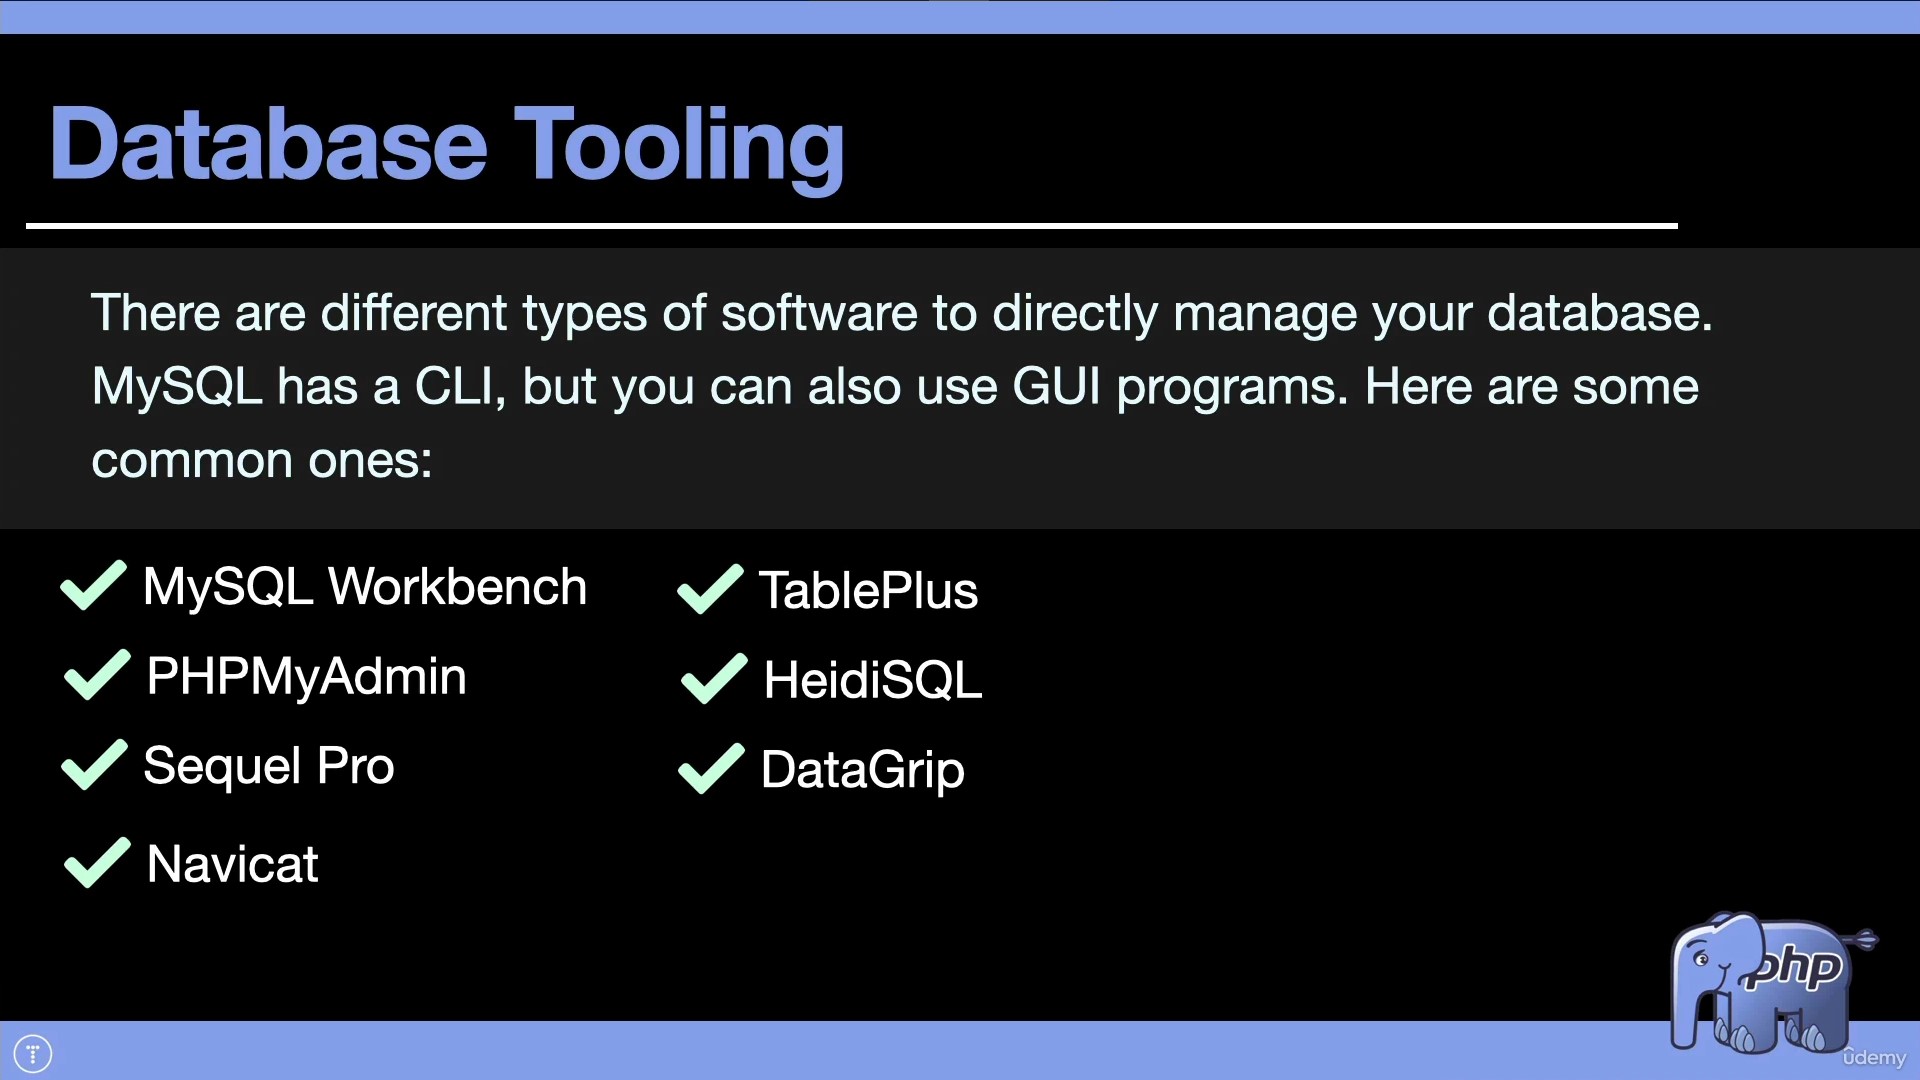 Database Tooling
There are different types of software to directly manage your database.
MySQL has a CLI, but you can also use GUI programs. Here are some
common ones:
MySQL Workbench
PHPMyAdmin
Sequel Pro
Navicat
TablePlus
HeidiSQL
DataGrip
php
T
ûdemy